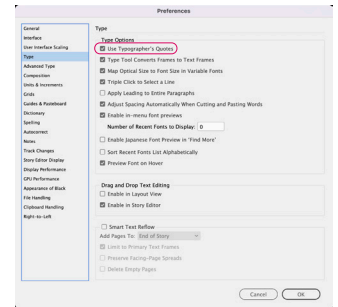 Preferences
General
Interface
User Interface Scaling
Type
Advanced Type
Composition
Units & Increments
Grids
Guides & Pasteboard
Dictionary
Spelling
Autocorrect
Notes
Track Changes
Story Editor Display
Display Performance
GPU Performance
Appearance of Black
File Handling
Clipboard Handling
Right-to-Left
Type
Type Options
Use Typographer's Quotes
Type Tool Converts Frames to Text Frames
Map Optical Size to Font Size in Variable Fonts
Triple Click to Select a Line
Apply Leading to Entire Paragraphs
Adjust Spacing Automatically When Cutting and Pasting Words
Enable in-menu font previews
Number of Recent Fonts to Display: 0
Enable Japanese Font Preview in 'Find More'
Sort Recent Fonts List Alphabetically
Preview Font on Hover
Drag and Drop Text Editing
Enable in Layout View
Enable in Story Editor
Smart Text Reflow
Add Pages To: End of Story
Limit to Primary Text Frames
Preserve Facing-Page Spreads
Delete Empty Pages
Cancel OK